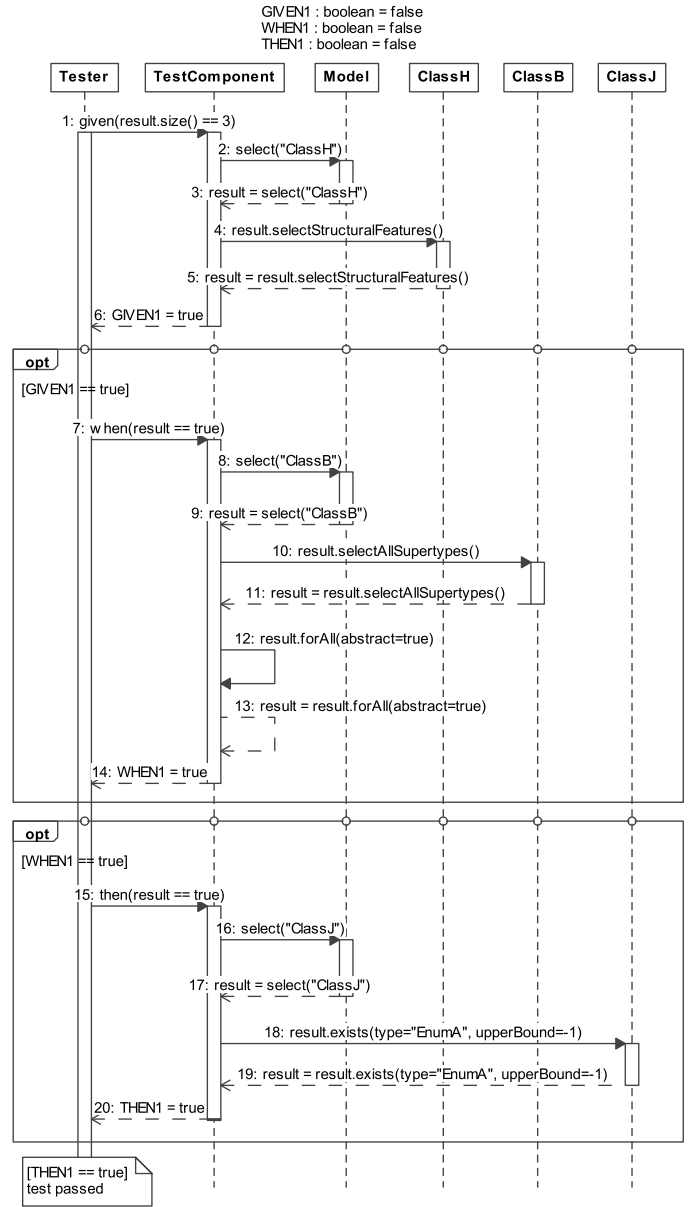 GIVEN1 : boolean = false
WHEN1 : boolean = false
THEN1 : boolean = false
Tester TestComponent Model ClassH ClassB ClassJ
1: given(result.size() == 3)
2: select("ClassH")
3: result = select("ClassH")
4: result.selectStructuralFeatures()
5: result = result.selectStructuralFeatures()
6: GIVEN1 = true
opt
[GIVEN1 == true]
7: when(result == true)
8: select("ClassB")
9: result = select("ClassB")
10: result.selectAllSupertypes()
11: result = result.selectAllSupertypes()
12: result.forAll(abstract=true)
13: result = result.forAll(abstract=true)
14: WHEN1 = true
opt
[WHEN1 == true]
15: then(result == true)
16: select("ClassJ")
17: result = select("ClassJ")
18: result.exists(type="EnumA", upperBound=-1)
19: result = result.exists(type="EnumA", upperBound=-1)
20: THEN1 = true
[THEN1 == true]
test passed